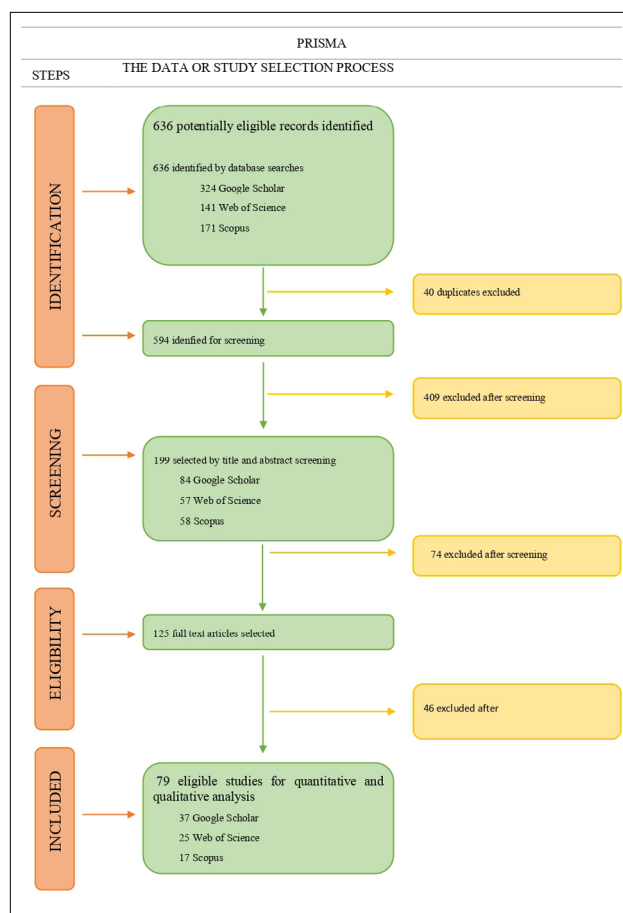 PRISMA
STEPS
THE DATA OR STUDY SELECTION PROCESS
IDENTIFICATION
636 potentially eligible records identified
636 identified by database searches
324 Google Scholar
141 Web of Science
171 Scopus
40 duplicates excluded
594 idenfied for screening
409 excluded after screening
SCREENING
199 selected by title and abstract screening
84 Google Scholar
57 Web of Science
58 Scopus
74 excluded after screening
ELIGIBILITY
125 full text articles selected
46 excluded after
INCLUDED
79 eligible studies for quantitative and
qualitative analysis
37 Google Scholar
25 Web of Science
17 Scopus